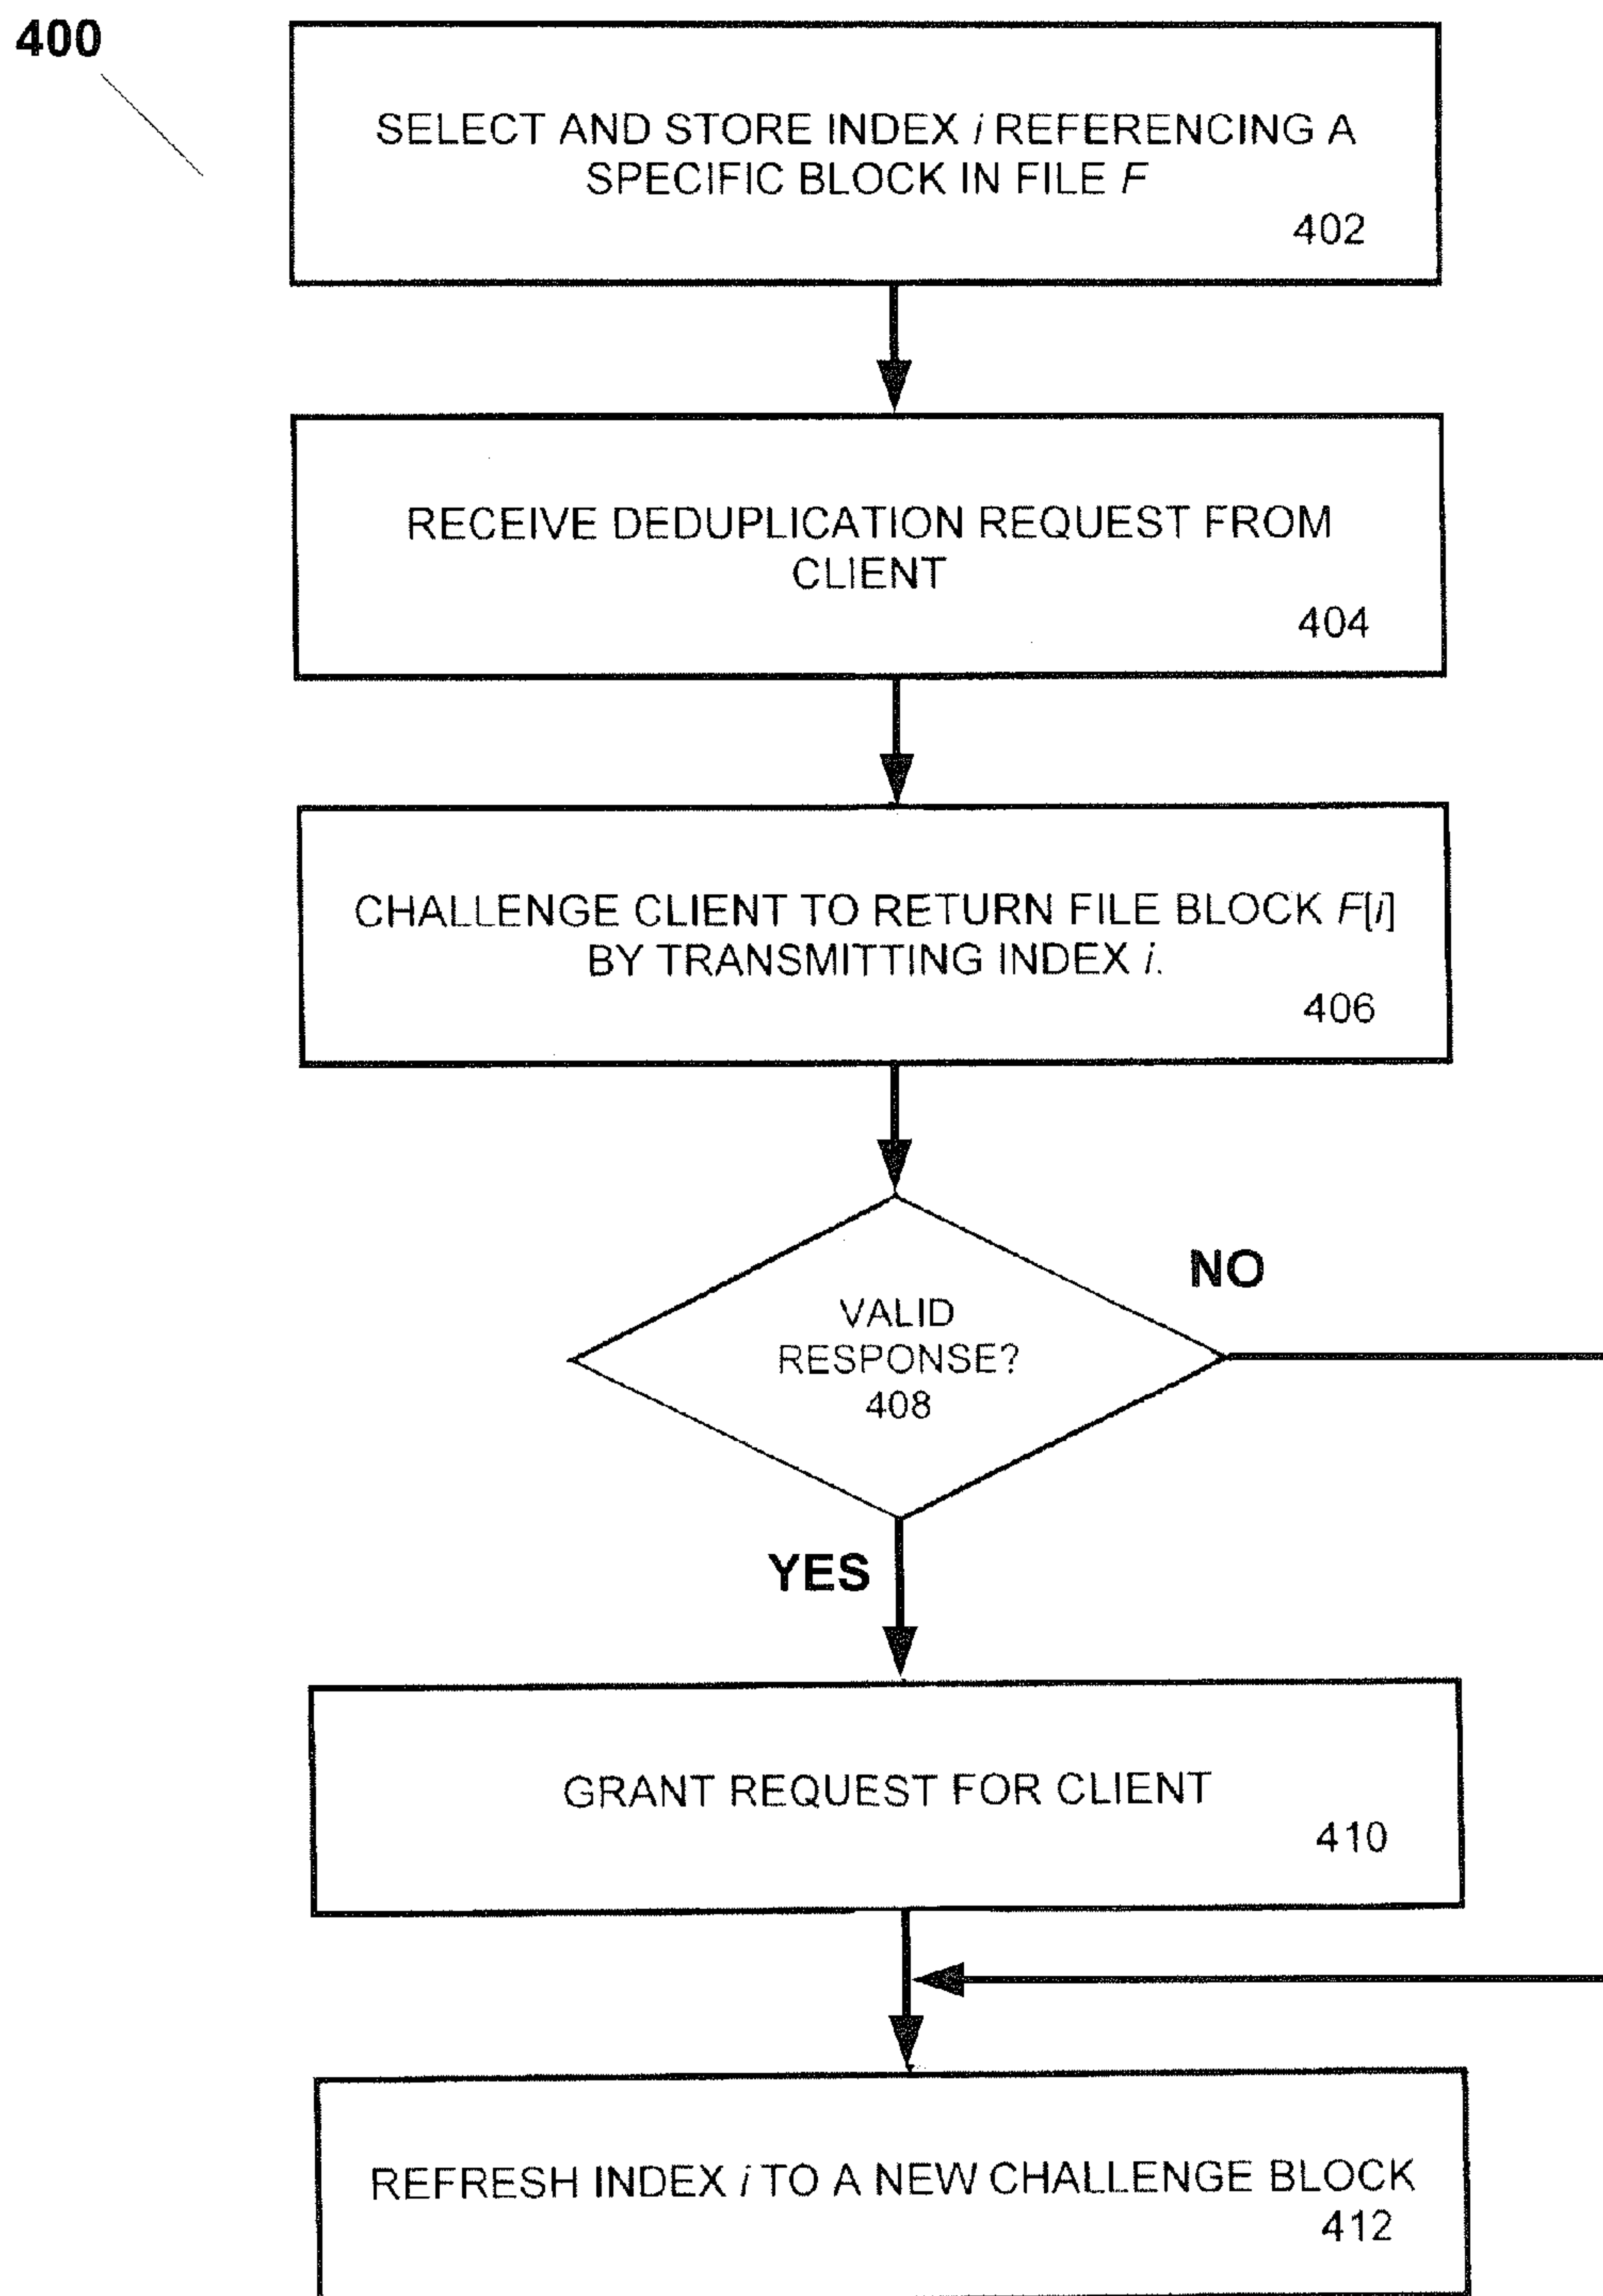 400
SELECT AND STORE INDEX i REFERENCING A
SPECIFIC BLOCK IN FILE F
402
RECEIVE DEDUPLICATION REQUEST FROM
CLIENT
404
CHALLENGE CLIENT TO RETURN FILE BLOCK F[i]
BY TRANSMITTING INDEX i.
406
NO
VALID
RESPONSE?
408
YES
GRANT REQUEST FOR CLIENT
410
REFRESH INDEX i TO A NEW CHALLENGE BLOCK
412